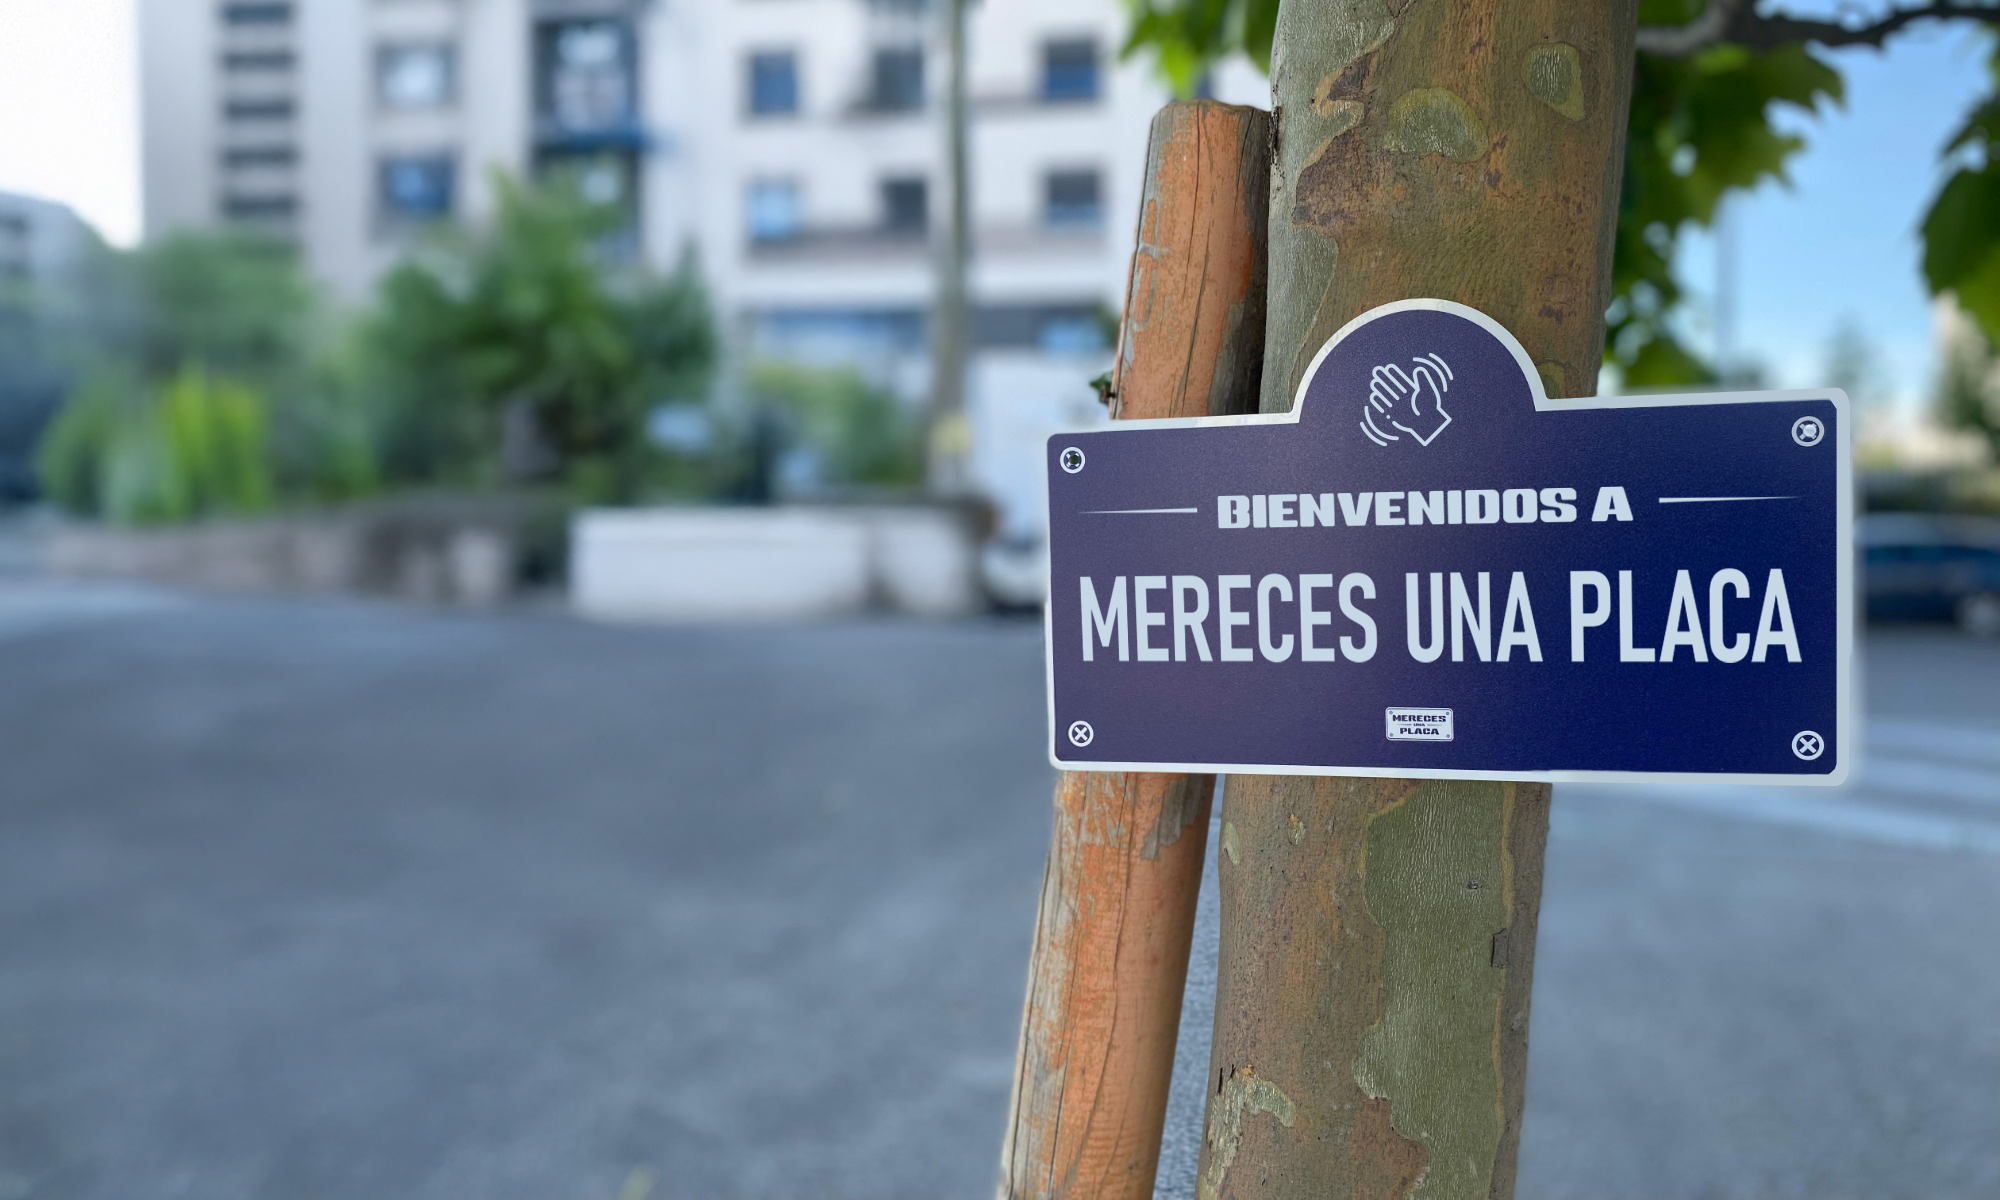 BIENVENIDOS A
MERECES UNA PLACA
MERECES
UNA
PLACA